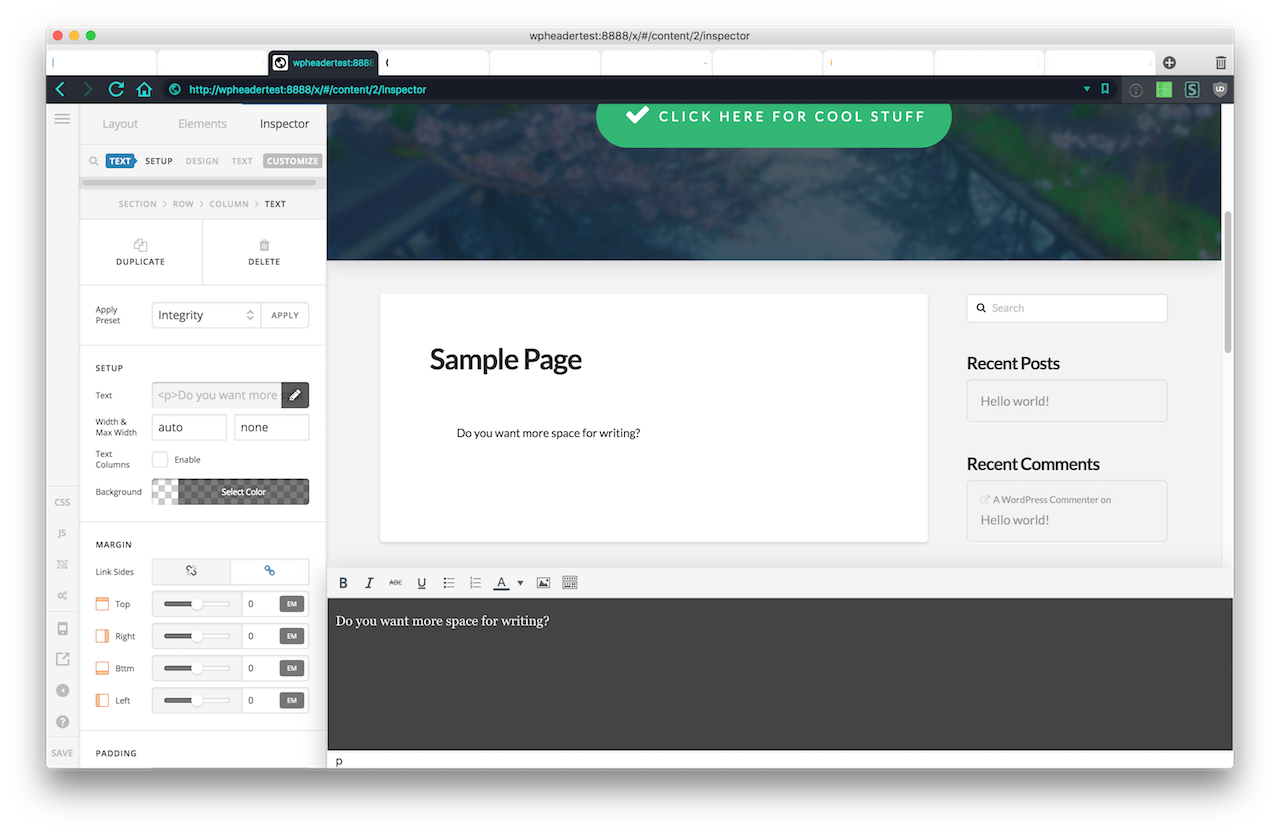 wpheadertest:8888/x/#/content/2/inspector
wpheadertest:8888
http://wpheadertest:8888/x/#/content/2/inspector
Layout Elements Inspector
TEXT SETUP DESIGN TEXT CUSTOMIZE
SECTION > ROW > COLUMN > TEXT
DUPLICATE DELETE
Apply Preset Integrity APPLY
SETUP
Text <p>Do you want more
Width & Max Width auto none
Text Columns Enable
Background Select Color
MARGIN
Link Sides
Top 0 EM
Right 0 EM
Bttm 0 EM
Left 0 EM
PADDING
CSS
JS
SAVE
CLICK HERE FOR COOL STUFF
Sample Page
Do you want more space for writing?
Search
Recent Posts
Hello world!
Recent Comments
A WordPress Commenter on
Hello world!
B I ABC U A
Do you want more space for writing?
p